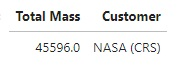 Total Mass Customer
45596.0 NASA (CRS)